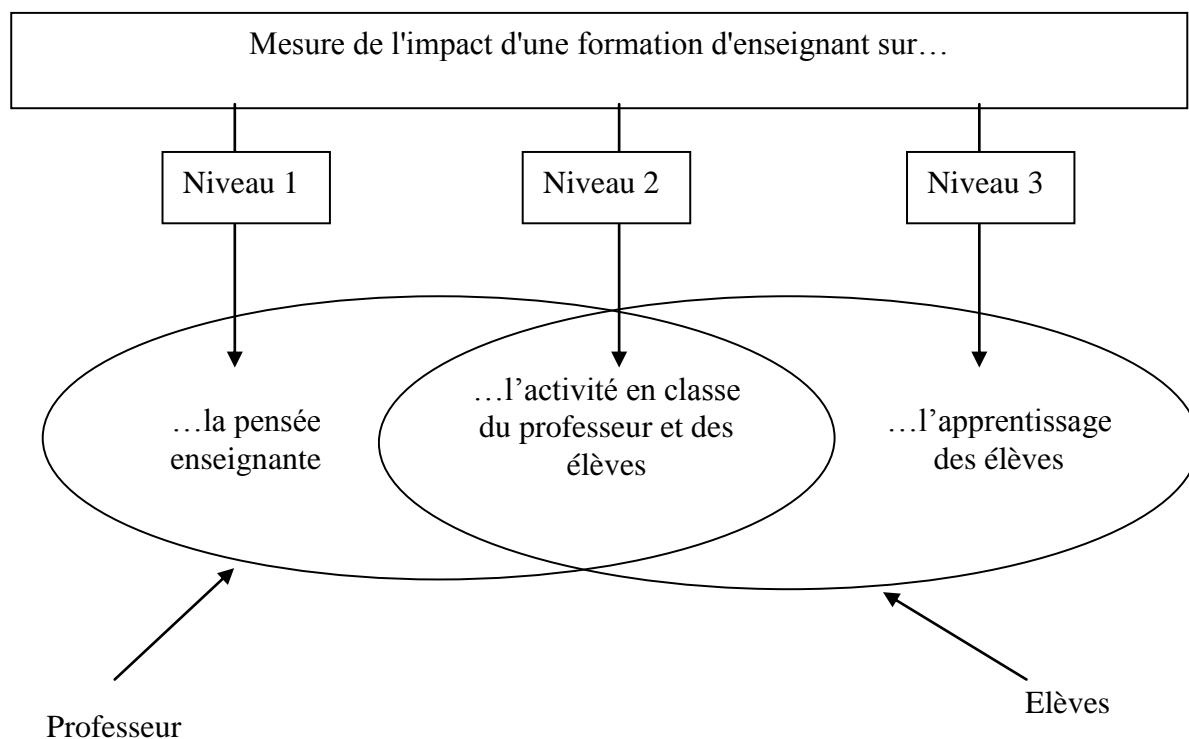 Mesure de l'impact d'une formation d'enseignant sur…
Niveau 1
Niveau 2
Niveau 3
…la pensée
enseignante
…l’activité en classe
du professeur et des
élèves
…l’apprentissage
des élèves
Professeur
Elèves